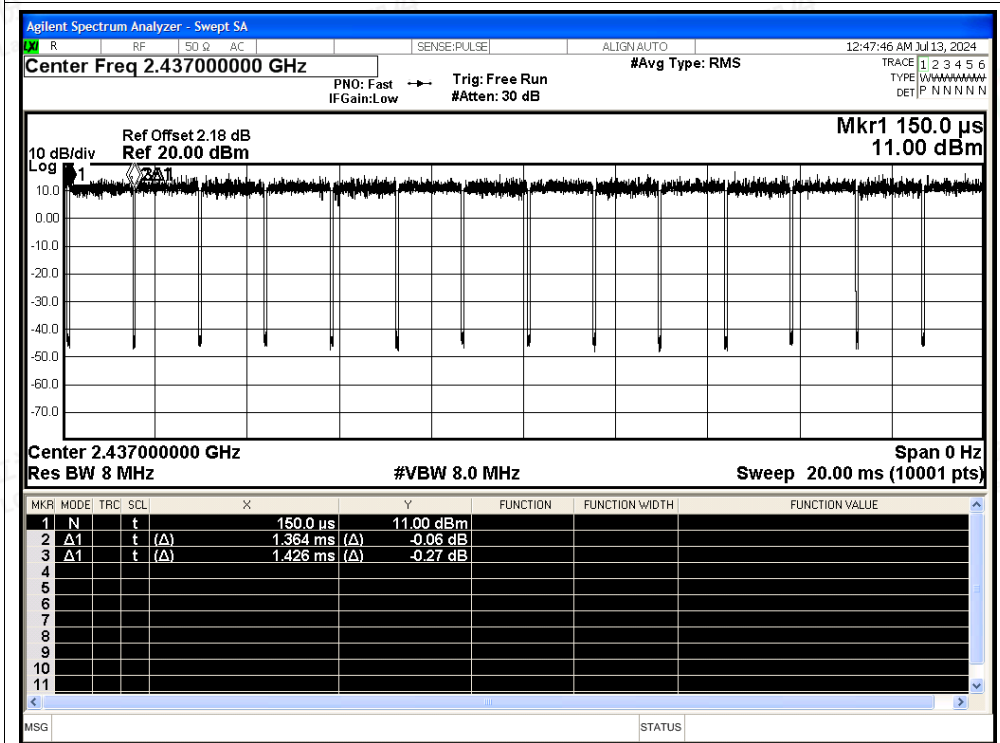 Agilent Spectrum Analyzer - Swept SA
LXI R RF 50 Ω AC SENSE:PULSE ALIGN AUTO 12:47:46 AM Jul 13, 2024
Center Freq 2.437000000 GHz #Avg Type: RMS TRACE 1 2 3 4 5 6
PNO: Fast Trig: Free Run TYPE WWWWWW
IFGain:Low #Atten: 30 dB DET P N N N N N
Mkr1 150.0 µs
Ref Offset 2.18 dB
10 dB/div Ref 20.00 dBm 11.00 dBm
Log
1 3Δ1
10.0
0.00
-10.0
-20.0
-30.0
-40.0
-50.0
-60.0
-70.0
Center 2.437000000 GHz Span 0 Hz
Res BW 8 MHz #VBW 8.0 MHz Sweep 20.00 ms (10001 pts)
MKR MODE TRC SCL X Y FUNCTION FUNCTION WIDTH FUNCTION VALUE
1 N t 150.0 µs 11.00 dBm
2 Δ1 t (Δ) 1.364 ms (Δ) -0.06 dB
3 Δ1 t (Δ) 1.426 ms (Δ) -0.27 dB
4
5
6
7
8
9
10
11
MSG STATUS